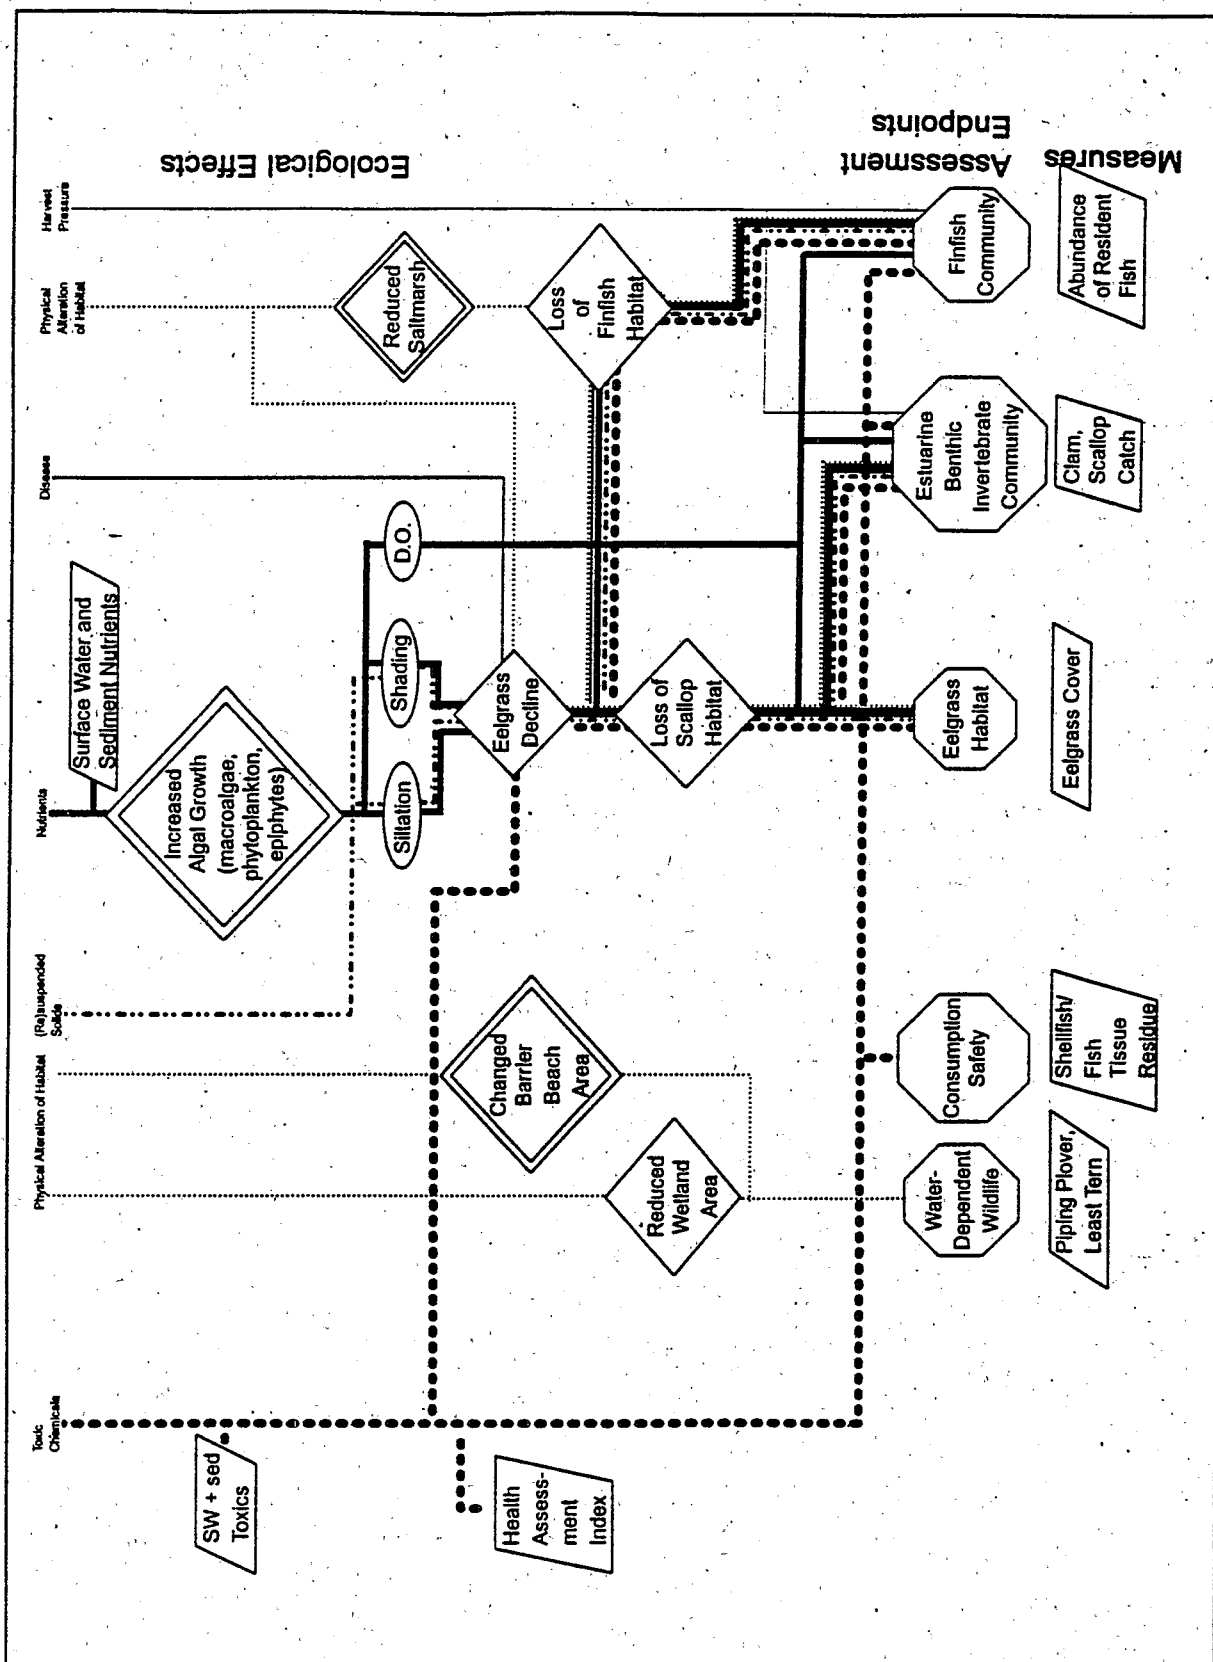 Toxic
Chemicals
Physical Alteration of Habitat
(Re)suspended
Solids
Nutrients
Disease
Physical
Alteration
of Habitat
Harvest
Pressure
Surface Water and
Sediment Nutrients
SW + sed
Toxics
Increased
Algal Growth
(macroalgae,
phytoplankton,
epiphytes)
Ecological Effects
Reduced
Saltmarsh
Siltation
Shading
D.O.
Health
Assess-
ment
Index
Changed
Barrier
Beach
Area
Eelgrass
Decline
Loss
of
Finfish
Habitat
Reduced
Wetland
Area
Loss of
Scallop
Habitat
Assessment
Endpoints
Water-
Dependent
Wildlife
Consumption
Safety
Eelgrass
Habitat
Estuarine
Benthic
Invertebrate
Community
Finfish
Community
Measures
Piping Plover,
Least Tern
Shellfish/
Fish
Tissue
Residue
Eelgrass Cover
Clam,
Scallop
Catch
Abundance
of Resident
Fish